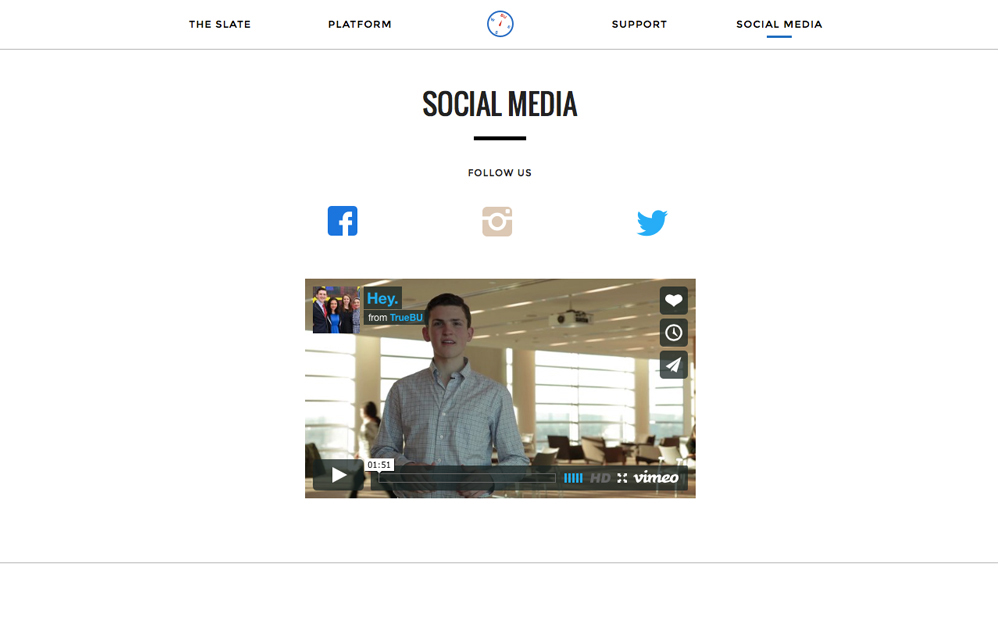 THE SLATE
PLATFORM
SUPPORT
SOCIAL MEDIA
SOCIAL MEDIA
FOLLOW US
Hey.
from TrueBU
01:51
HD
vimeo